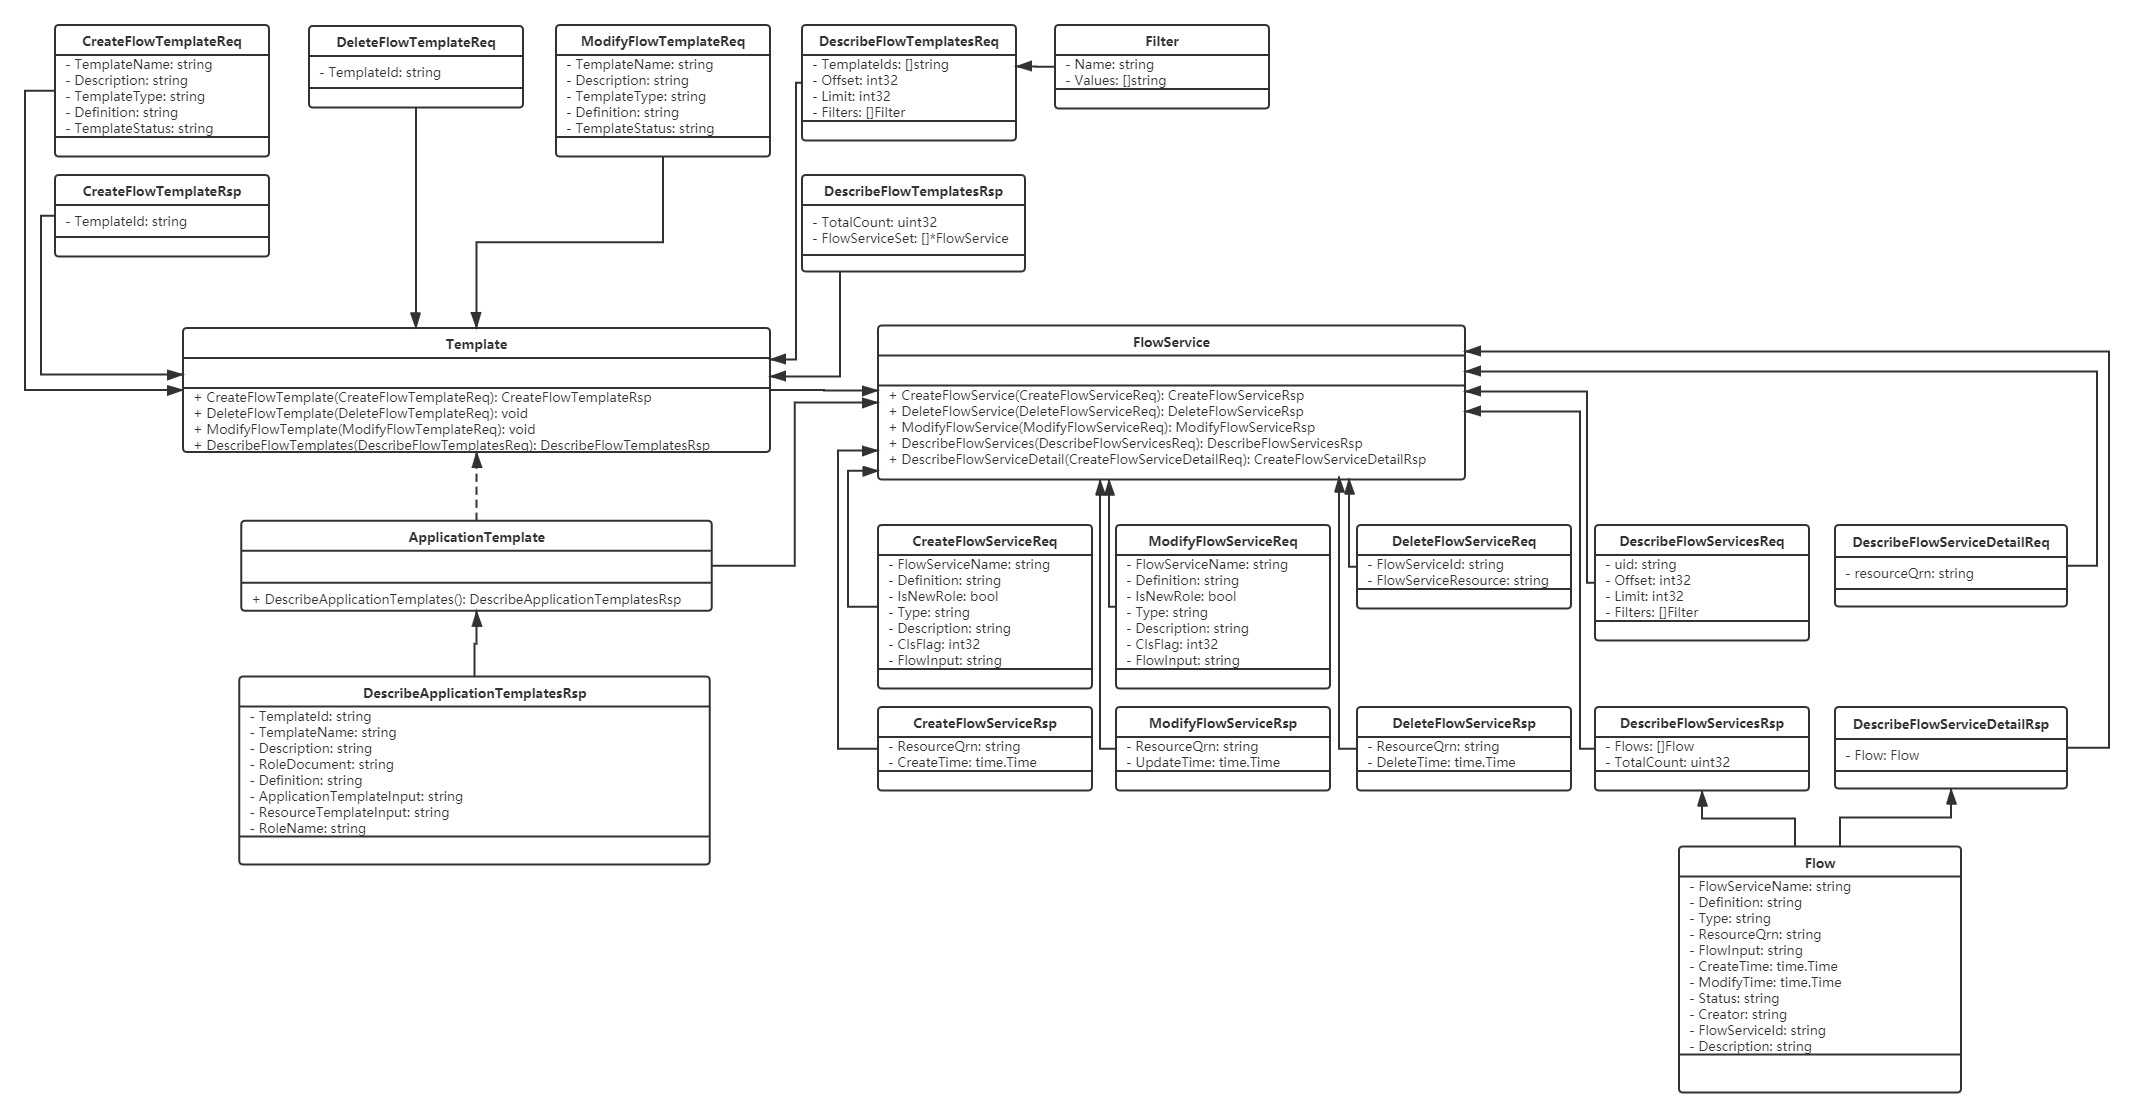 CreateFlowTemplateReq
- TemplateName: string
- Description: string
- TemplateType: string
- Definition: string
- TemplateStatus: string
DeleteFlowTemplateReq
- TemplateId: string
ModifyFlowTemplateReq
- TemplateName: string
- Description: string
- TemplateType: string
- Definition: string
- TemplateStatus: string
DescribeFlowTemplatesReq
- TemplateIds: []string
- Offset: int32
- Limit: int32
- Filters: []Filter
Filter
- Name: string
- Values: []string
CreateFlowTemplateRsp
- TemplateId: string
DescribeFlowTemplatesRsp
- TotalCount: uint32
- FlowServiceSet: []*FlowService
Template
+ CreateFlowTemplate(CreateFlowTemplateReq): CreateFlowTemplateRsp
+ DeleteFlowTemplate(DeleteFlowTemplateReq): void
+ ModifyFlowTemplate(ModifyFlowTemplateReq): void
+ DescribeFlowTemplates(DescribeFlowTemplatesReq): DescribeFlowTemplatesRsp
FlowService
+ CreateFlowService(CreateFlowServiceReq): CreateFlowServiceRsp
+ DeleteFlowService(DeleteFlowServiceReq): DeleteFlowServiceRsp
+ ModifyFlowService(ModifyFlowServiceReq): ModifyFlowServiceRsp
+ DescribeFlowServices(DescribeFlowServicesReq): DescribeFlowServicesRsp
+ DescribeFlowServiceDetail(CreateFlowServiceDetailReq): CreateFlowServiceDetailRsp
ApplicationTemplate
+ DescribeApplicationTemplates(): DescribeApplicationTemplatesRsp
CreateFlowServiceReq
- FlowServiceName: string
- Definition: string
- IsNewRole: bool
- Type: string
- Description: string
- ClsFlag: int32
- FlowInput: string
ModifyFlowServiceReq
- FlowServiceName: string
- Definition: string
- IsNewRole: bool
- Type: string
- Description: string
- ClsFlag: int32
- FlowInput: string
DeleteFlowServiceReq
- FlowServiceId: string
- FlowServiceResource: string
DescribeFlowServicesReq
- uid: string
- Offset: int32
- Limit: int32
- Filters: []Filter
DescribeFlowServiceDetailReq
- resourceQrn: string
DescribeApplicationTemplatesRsp
- TemplateId: string
- TemplateName: string
- Description: string
- RoleDocument: string
- Definition: string
- ApplicationTemplateInput: string
- ResourceTemplateInput: string
- RoleName: string
CreateFlowServiceRsp
- ResourceQrn: string
- CreateTime: time.Time
ModifyFlowServiceRsp
- ResourceQrn: string
- UpdateTime: time.Time
DeleteFlowServiceRsp
- ResourceQrn: string
- DeleteTime: time.Time
DescribeFlowServicesRsp
- Flows: []Flow
- TotalCount: uint32
DescribeFlowServiceDetailRsp
- Flow: Flow
Flow
- FlowServiceName: string
- Definition: string
- Type: string
- ResourceQrn: string
- FlowInput: string
- CreateTime: time.Time
- ModifyTime: time.Time
- Status: string
- Creator: string
- FlowServiceId: string
- Description: string